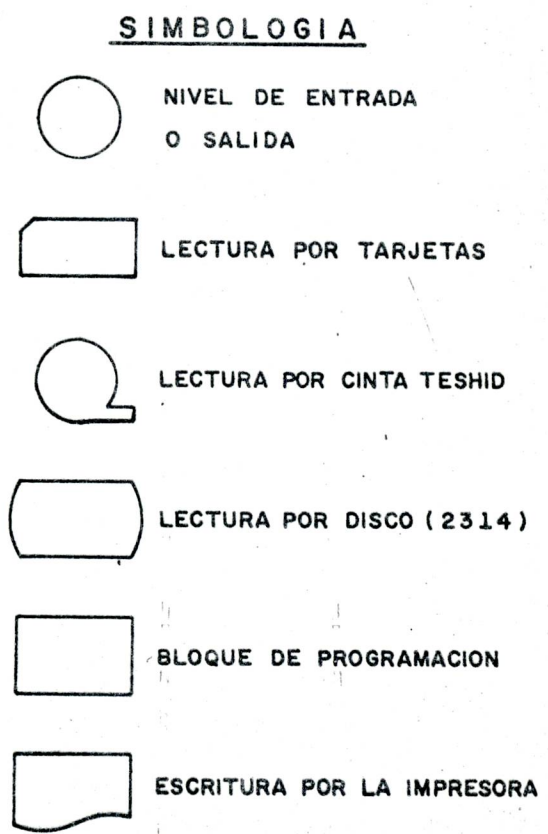 SIMBOLOGIA
NIVEL DE ENTRADA
O SALIDA
LECTURA POR TARJETAS
LECTURA POR CINTA TESHID
LECTURA POR DISCO (2314)
BLOQUE DE PROGRAMACION
ESCRITURA POR LA IMPRESORA